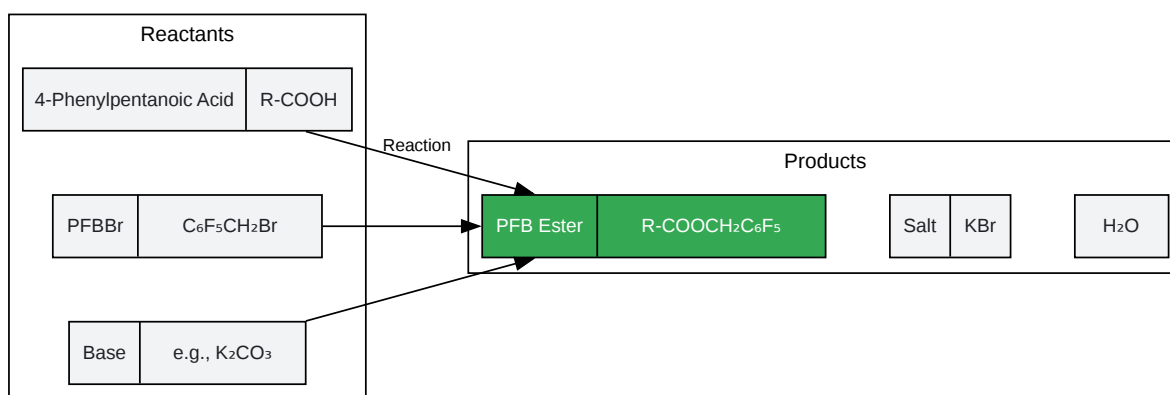 Reactants
4-Phenylpentanoic Acid R-COOH
Reaction
Products
PFBBr C₆F₅CH₂Br
PFB Ester R-COOCH₂C₆F₅
Salt KBr
H₂O
Base e.g., K₂CO₃